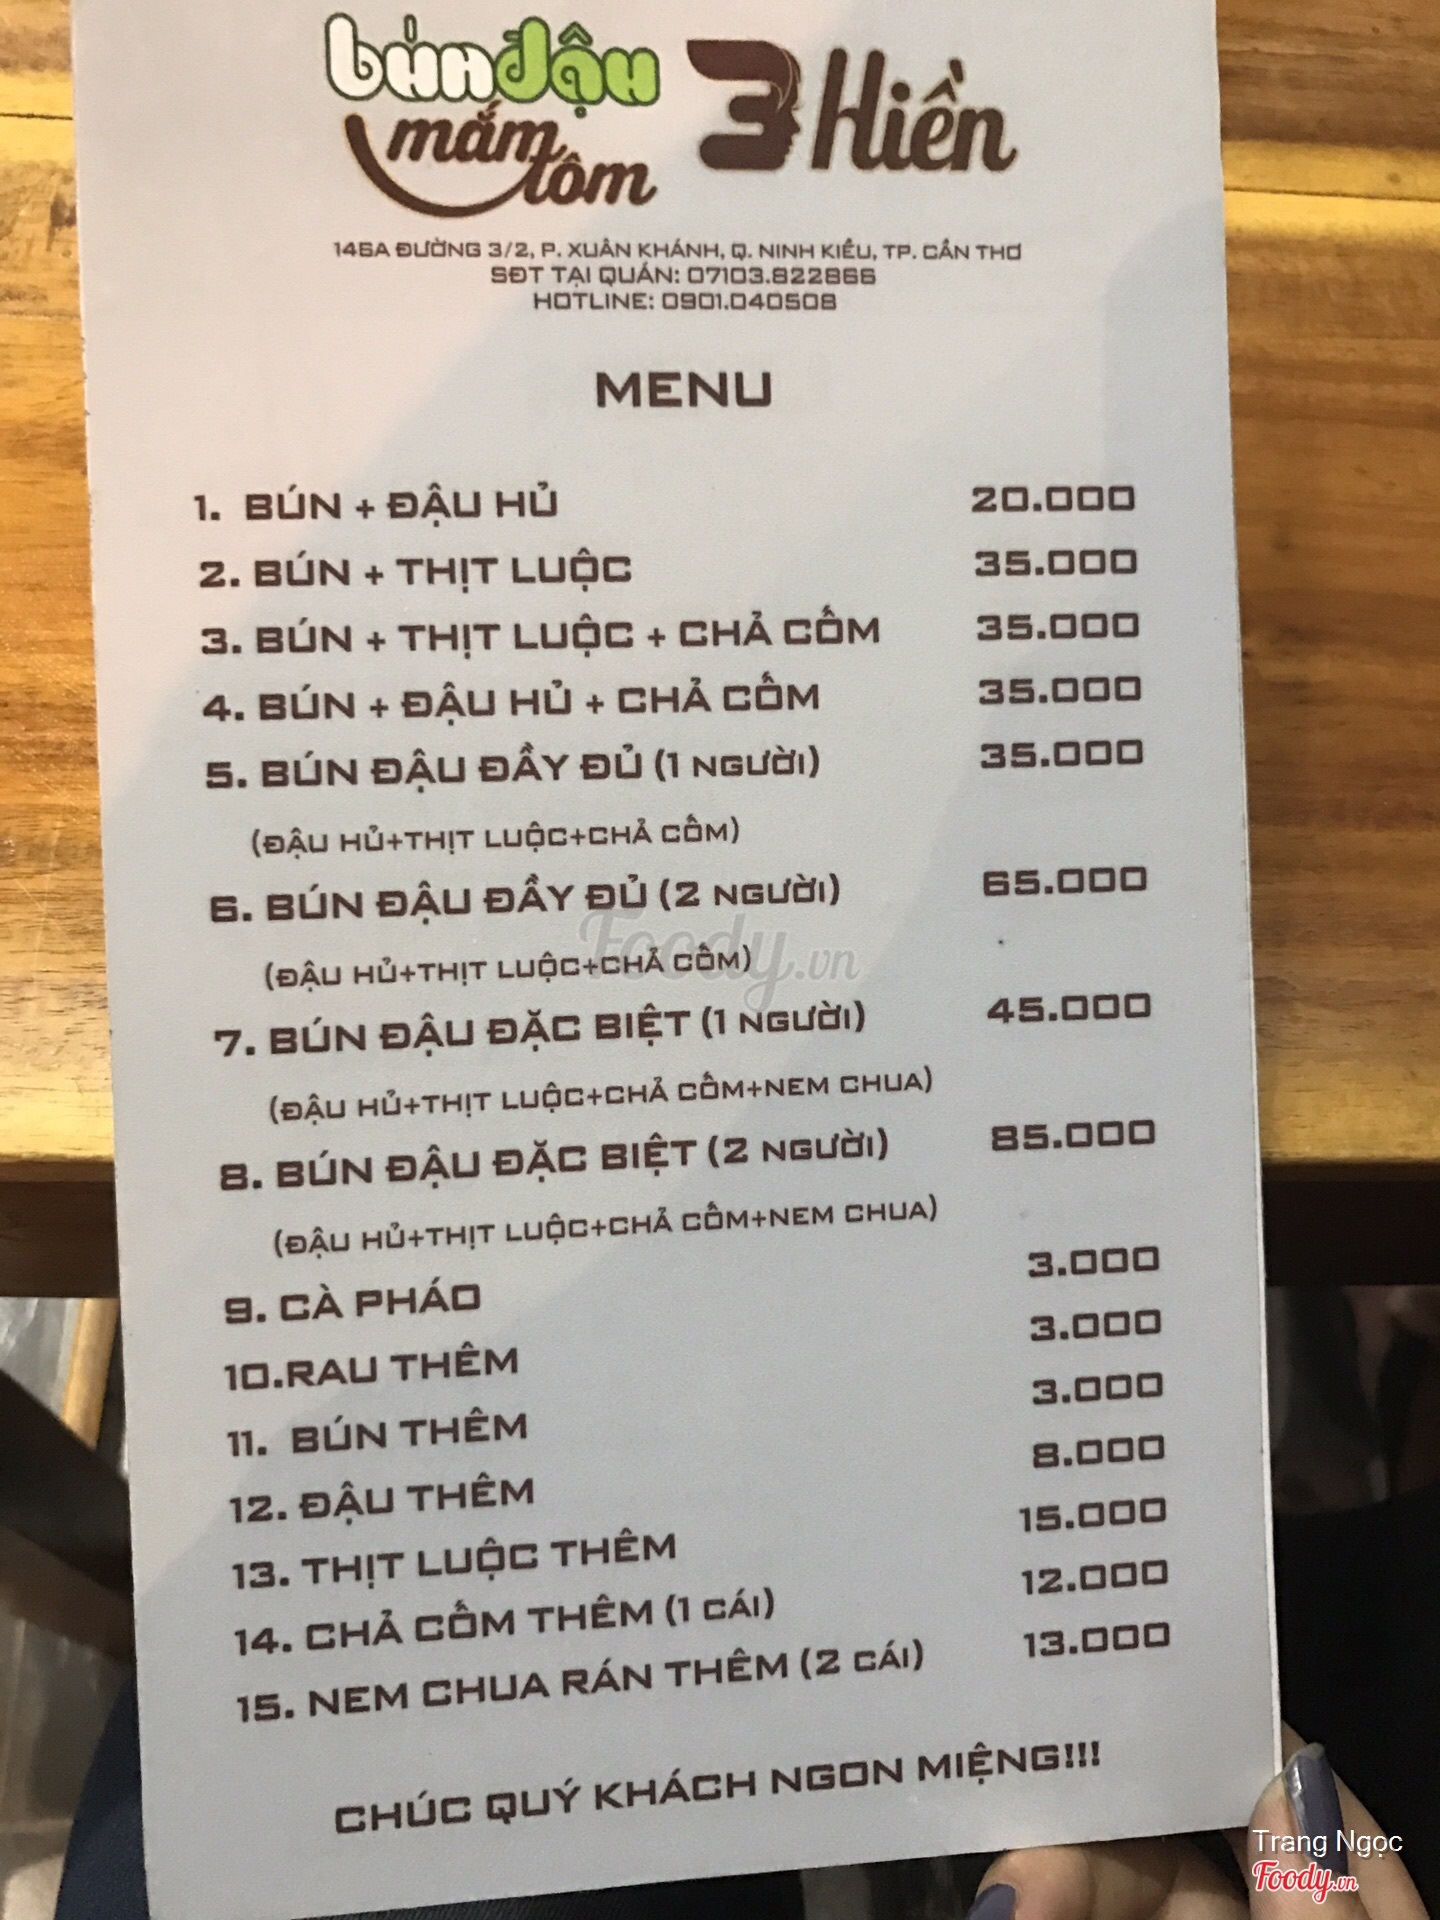 bún đậu
mắm tôm
3 Hiền
146A ĐƯỜNG 3/2, P. XUÂN KHÁNH, Q. NINH KIỀU, TP. CẦN THƠ
SĐT TẠI QUÁN: 07103.822866
HOTLINE: 0901.040508
MENU
1. BÚN + ĐẬU HỦ 20.000
2. BÚN + THỊT LUỘC 35.000
3. BÚN + THỊT LUỘC + CHẢ CỐM 35.000
4. BÚN + ĐẬU HỦ + CHẢ CỐM 35.000
5. BÚN ĐẬU ĐẦY ĐỦ (1 NGƯỜI) 35.000
(ĐẬU HỦ+THỊT LUỘC+CHẢ CỐM)
6. BÚN ĐẬU ĐẦY ĐỦ (2 NGƯỜI) 65.000
(ĐẬU HỦ+THỊT LUỘC+CHẢ CỐM)
Foody.vn
7. BÚN ĐẬU ĐẶC BIỆT (1 NGƯỜI) 45.000
(ĐẬU HỦ+THỊT LUỘC+CHẢ CỐM+NEM CHUA)
8. BÚN ĐẬU ĐẶC BIỆT (2 NGƯỜI) 85.000
(ĐẬU HỦ+THỊT LUỘC+CHẢ CỐM+NEM CHUA)
9. CÀ PHÁO 3.000
10.RAU THÊM 3.000
11. BÚN THÊM 3.000
12. ĐẬU THÊM 8.000
13. THỊT LUỘC THÊM 15.000
14. CHẢ CỐM THÊM (1 CÁI) 12.000
15. NEM CHUA RÁN THÊM (2 CÁI) 13.000
CHÚC QUÝ KHÁCH NGON MIỆNG!!!
Trang Ngọc
Foody.vn